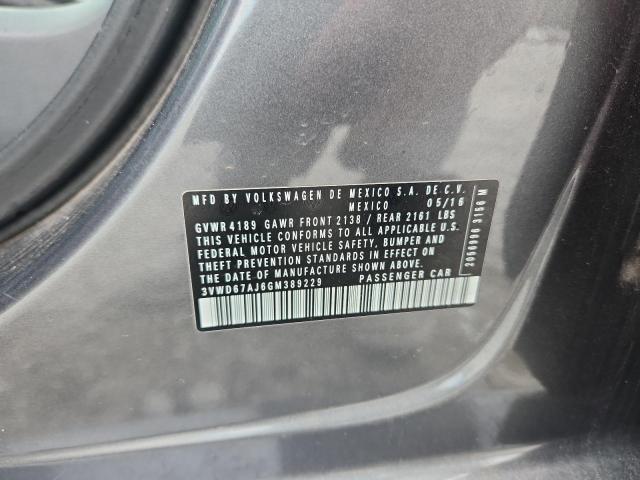 MFD BY VOLKSWAGEN DE MEXICO S.A. DE C.V.
MEXICO 05/16
GVWR 4189 GAWR FRONT 2138 / REAR 2161 LBS
THIS VEHICLE CONFORMS TO ALL APPLICABLE U.S.
FEDERAL MOTOR VEHICLE SAFETY, BUMPER AND
THEFT PREVENTION STANDARDS IN EFFECT ON
THE DATE OF MANUFACTURE SHOWN ABOVE.
3VWD67AJ6GM389229 PASSENGER CAR